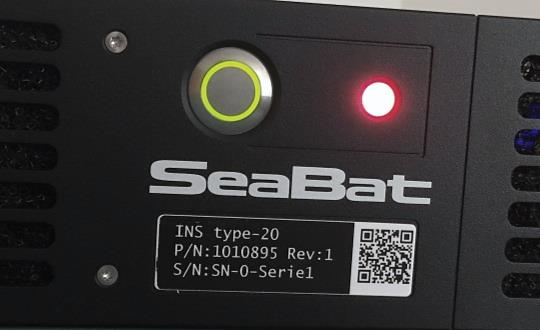 SeaBat
INS type-20
P/N:1010895 Rev:1
S/N:SN-0-Serie1